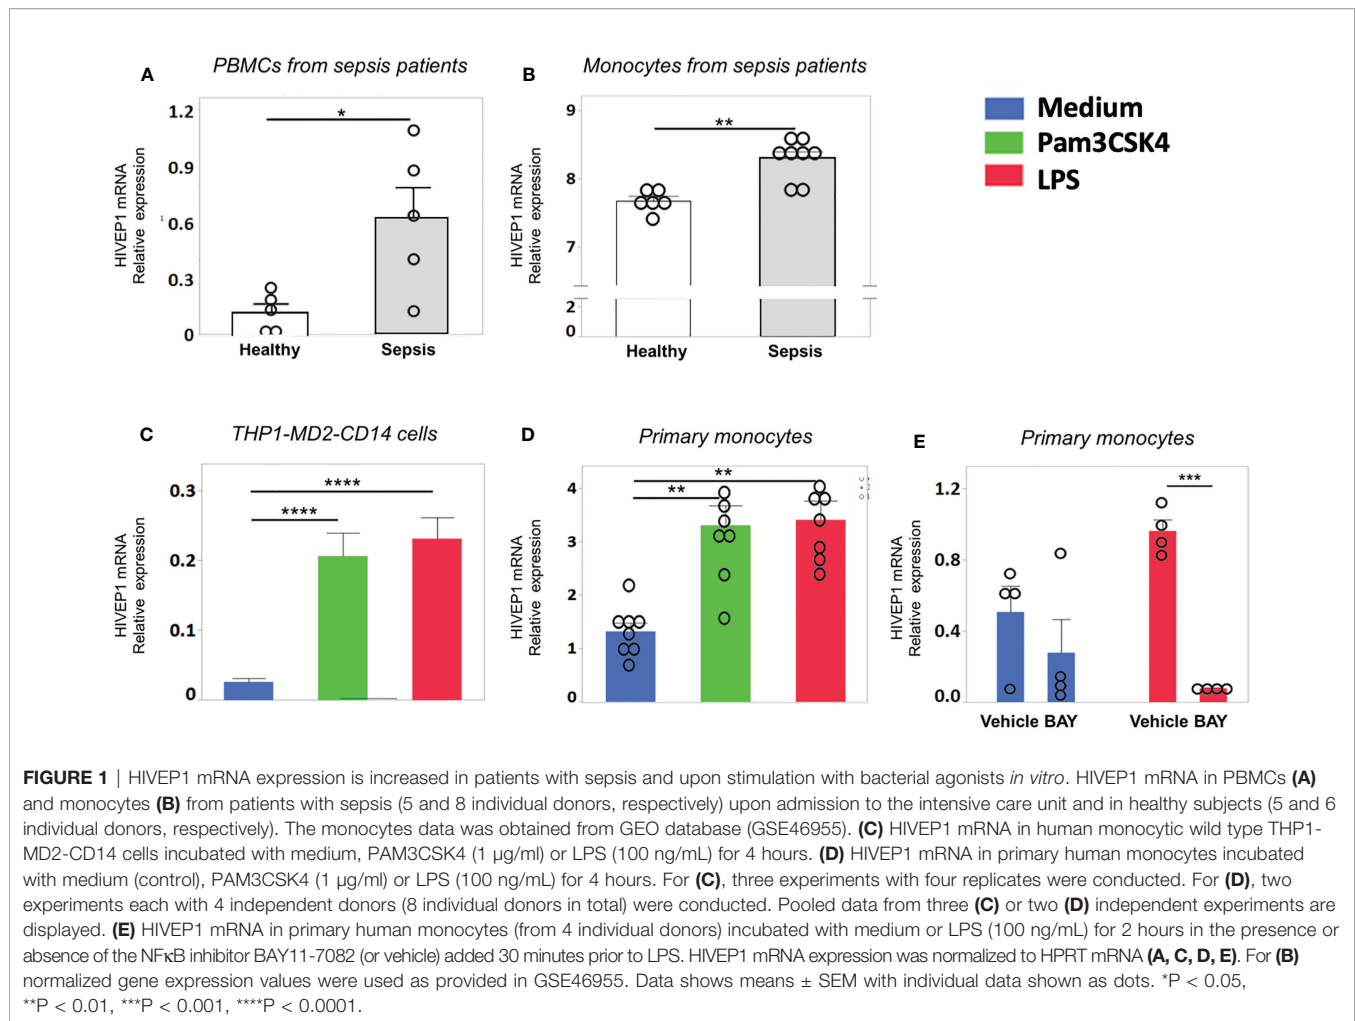 A
PBMCs from sepsis patients
HIVEP1 mRNA
Relative expression
1.2
0.9
0.6
0.3
0
*
Healthy
Sepsis
B
Monocytes from sepsis patients
HIVEP1 mRNA
Relative expression
9
8
7
2
0
**
Healthy
Sepsis
Medium
Pam3CSK4
LPS
C
THP1-MD2-CD14 cells
HIVEP1 mRNA
Relative expression
0.3
0.2
0.1
0
****
****
D
Primary monocytes
HIVEP1 mRNA
Relative expression
4
3
2
1
0
**
**
E
Primary monocytes
HIVEP1 mRNA
Relative expression
1.2
0.8
0.4
0.0
***
Vehicle BAY
Vehicle BAY
FIGURE 1 | HIVEP1 mRNA expression is increased in patients with sepsis and upon stimulation with bacterial agonists in vitro. HIVEP1 mRNA in PBMCs (A)
and monocytes (B) from patients with sepsis (5 and 8 individual donors, respectively) upon admission to the intensive care unit and in healthy subjects (5 and 6
individual donors, respectively). The monocytes data was obtained from GEO database (GSE46955). (C) HIVEP1 mRNA in human monocytic wild type THP1-
MD2-CD14 cells incubated with medium, PAM3CSK4 (1 µg/ml) or LPS (100 ng/mL) for 4 hours. (D) HIVEP1 mRNA in primary human monocytes incubated
with medium (control), PAM3CSK4 (1 µg/ml) or LPS (100 ng/mL) for 4 hours. For (C), three experiments with four replicates were conducted. For (D), two
experiments each with 4 independent donors (8 individual donors in total) were conducted. Pooled data from three (C) or two (D) independent experiments are
displayed. (E) HIVEP1 mRNA in primary human monocytes (from 4 individual donors) incubated with medium or LPS (100 ng/mL) for 2 hours in the presence or
absence of the NFκB inhibitor BAY11-7082 (or vehicle) added 30 minutes prior to LPS. HIVEP1 mRNA expression was normalized to HPRT mRNA (A, C, D, E). For (B)
normalized gene expression values were used as provided in GSE46955. Data shows means ± SEM with individual data shown as dots. *P < 0.05,
**P < 0.01, ***P < 0.001, ****P < 0.0001.